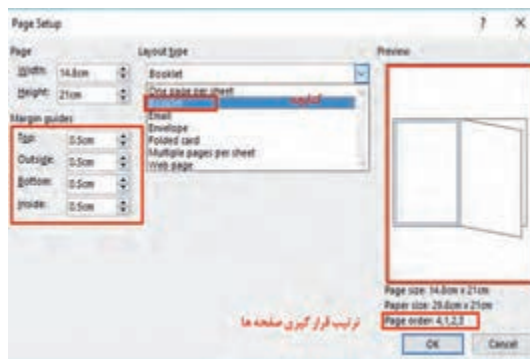 Page Setup
? ×
Page
Width: 14.8cm
Height: 21cm
Margin guides
Top: 0.5cm
Outside: 0.5cm
Bottom: 0.5cm
Inside: 0.5cm
Layout type
Booklet
One page per sheet
Booklet
Email
Envelope
Folded card
Multiple pages per sheet
Web page
Preview
Page size: 14.8cm x 21cm
Paper size: 29.6cm x 21cm
Page order: 4,1,2,3
ترتیب قرارگیری صفحه ها
OK Cancel